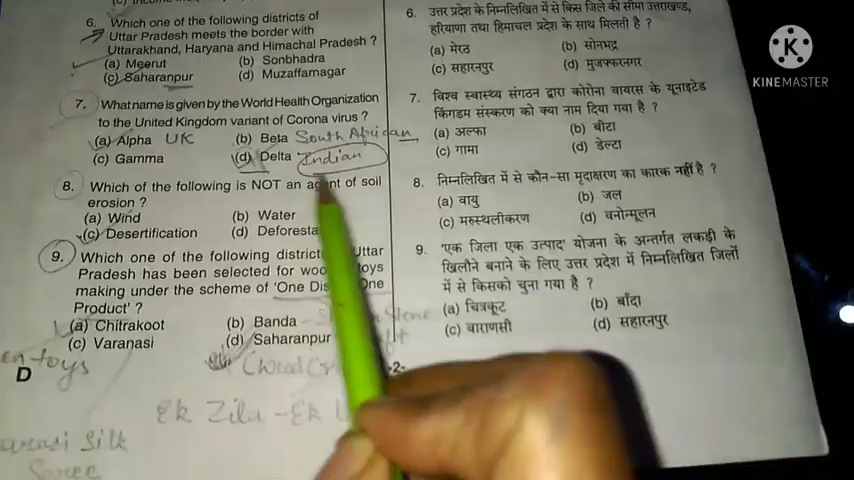 6. Which one of the following districts of
Uttar Pradesh meets the border with
Uttarakhand, Haryana and Himachal Pradesh ?
(a) Meerut (b) Sonbhadra
(c) Saharanpur (d) Muzaffarnagar
7. What name is given by the World Health Organization
to the United Kingdom variant of Corona virus ?
(a) Alpha UK (b) Beta South African
(c) Gamma (d) Delta Indian
8. Which of the following is NOT an agent of soil
erosion ?
(a) Wind (b) Water
(c) Desertification (d) Deforesta
9. Which one of the following district Uttar
Pradesh has been selected for woo toys
making under the scheme of 'One Dis One
Product' ?
(a) Chitrakoot (b) Banda
(c) Varanasi (d) Saharanpur
toys
D
Ek Zila - Ek
Silk
Saree
6. उत्तर प्रदेश के निम्नलिखित में से किस जिले की सीमा उत्तराखण्ड,
हरियाणा तथा हिमाचल प्रदेश के साथ मिलती है ?
(a) मेरठ (b) सोनभद्र
(c) सहारनपुर (d) मुजफ्फरनगर
7. विश्व स्वास्थ्य संगठन द्वारा कोरोना वायरस के यूनाइटेड
किंगडम संस्करण को क्या नाम दिया गया है ?
(a) अल्फा (b) बीटा
(c) गामा (d) डेल्टा
8. निम्नलिखित में से कौन-सा मृदाक्षरण का कारक नहीं है ?
(a) वायु (b) जल
(c) मरुस्थलीकरण (d) वनोन्मूलन
9. 'एक जिला एक उत्पाद' योजना के अन्तर्गत लकड़ी के
खिलौने बनाने के लिए उत्तर प्रदेश में निम्नलिखित जिलों
में से किसको चुना गया है ?
(a) चित्रकूट (b) बाँदा
(c) वाराणसी (d) सहारनपुर
-2-
K
KINEMASTER